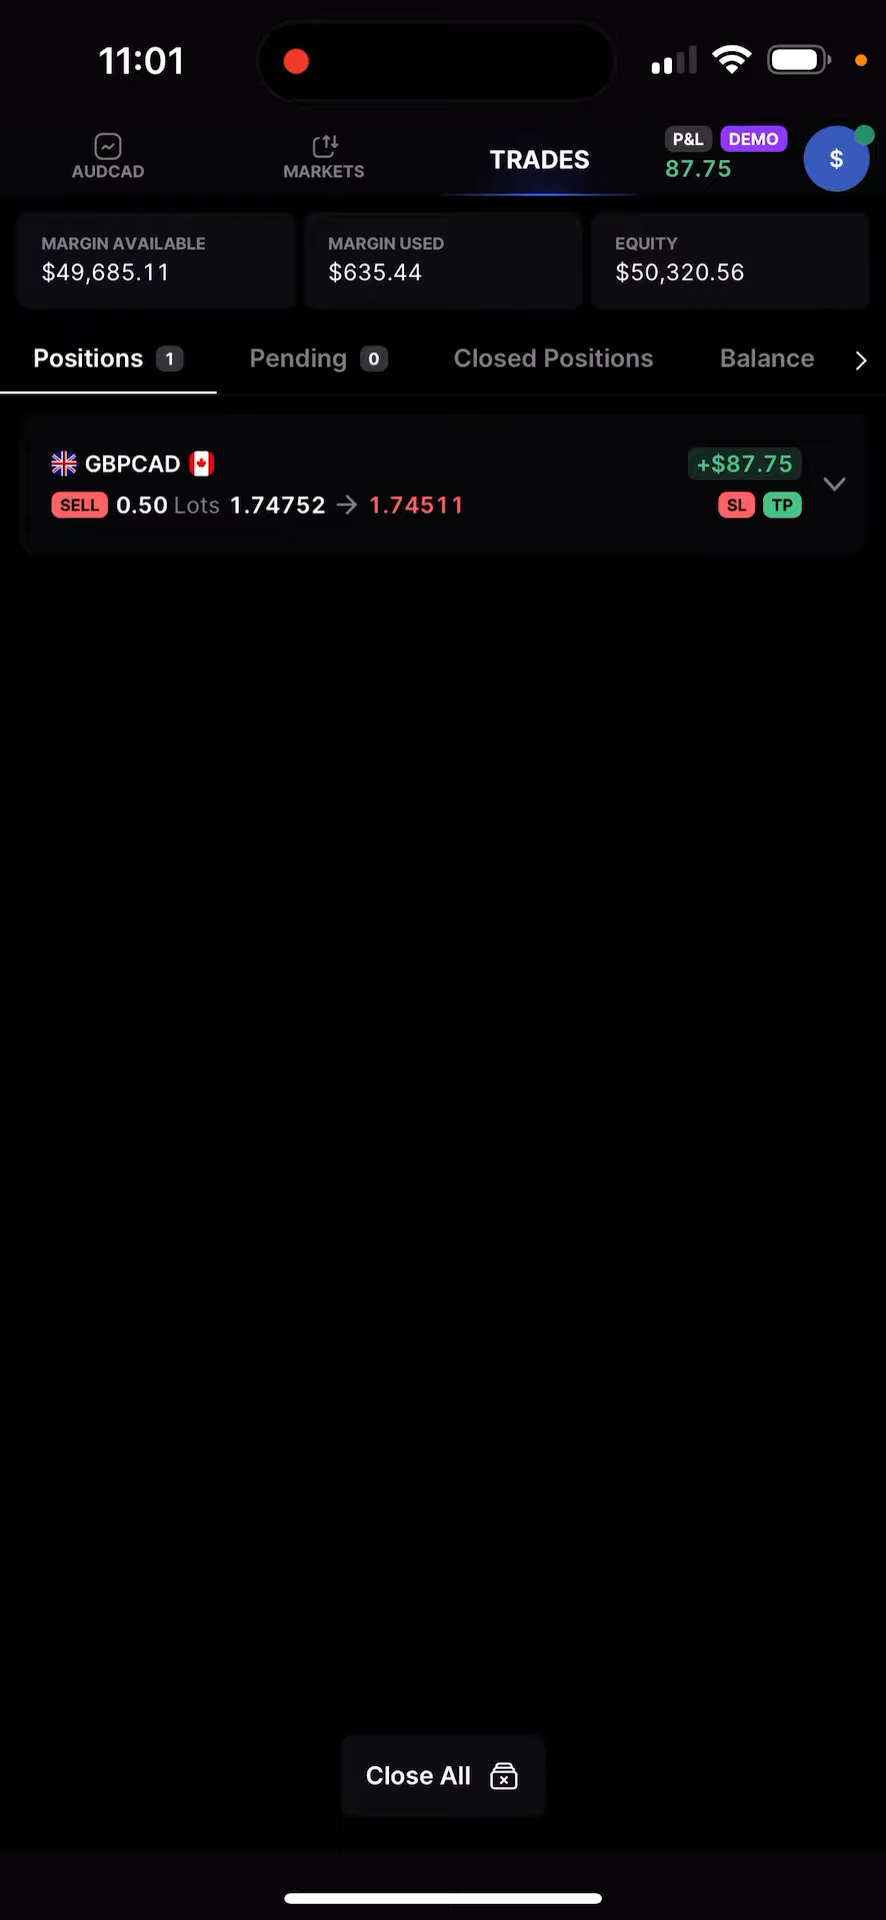 11:01
AUDCAD
MARKETS
TRADES
P&L DEMO
87.75
$
MARGIN AVAILABLE
$49,685.11
MARGIN USED
$635.44
EQUITY
$50,320.56
Positions 1
Pending 0
Closed Positions
Balance
GBPCAD
+$87.75
SELL 0.50 Lots 1.74752 → 1.74511
SL TP
Close All